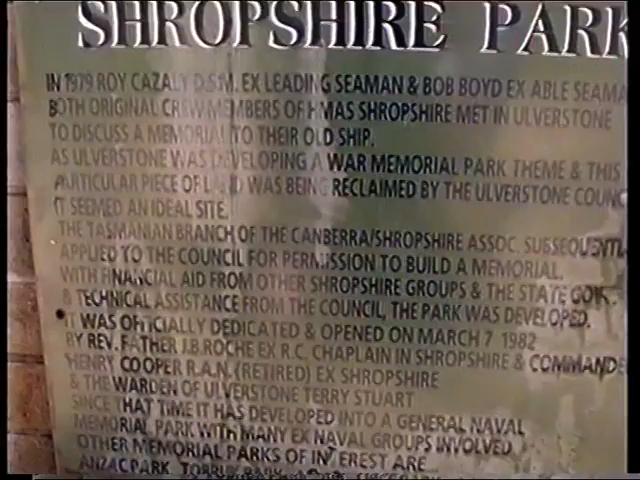 SHROPSHIRE PARK
IN 1979 ROY CAZALY D.S.M. EX LEADING SEAMAN & BOB BOYD EX ABLE SEAMA
BOTH ORIGINAL CREW MEMBERS OF HMAS SHROPSHIRE MET IN ULVERSTONE
TO DISCUSS A MEMORIAL TO THEIR OLD SHIP.
AS ULVERSTONE WAS DEVELOPING A WAR MEMORIAL PARK THEME & THIS
PARTICULAR PIECE OF LAND WAS BEING RECLAIMED BY THE ULVERSTONE COUNC
IT SEEMED AN IDEAL SITE.
THE TASMANIAN BRANCH OF THE CANBERRA/SHROPSHIRE ASSOC. SUBSEQUENTL
APPLIED TO THE COUNCIL FOR PERMISSION TO BUILD A MEMORIAL.
WITH FINANCIAL AID FROM OTHER SHROPSHIRE GROUPS & THE STATE GOV.
& TECHNICAL ASSISTANCE FROM THE COUNCIL, THE PARK WAS DEVELOPED.
IT WAS OFFICIALLY DEDICATED & OPENED ON MARCH 7 1982
BY REV. FATHER J.B. ROCHE EX R.C. CHAPLAIN IN SHROPSHIRE & COMMANDE
HENRY COOPER R.A.N. (RETIRED) EX SHROPSHIRE
& THE WARDEN OF ULVERSTONE TERRY STUART
SINCE THAT TIME IT HAS DEVELOPED INTO A GENERAL NAVAL
MEMORIAL PARK WITH MANY EX NAVAL GROUPS INVOLVED
OTHER MEMORIAL PARKS OF INTEREST ARE
ANZAC PARK, TOBRUK PARK